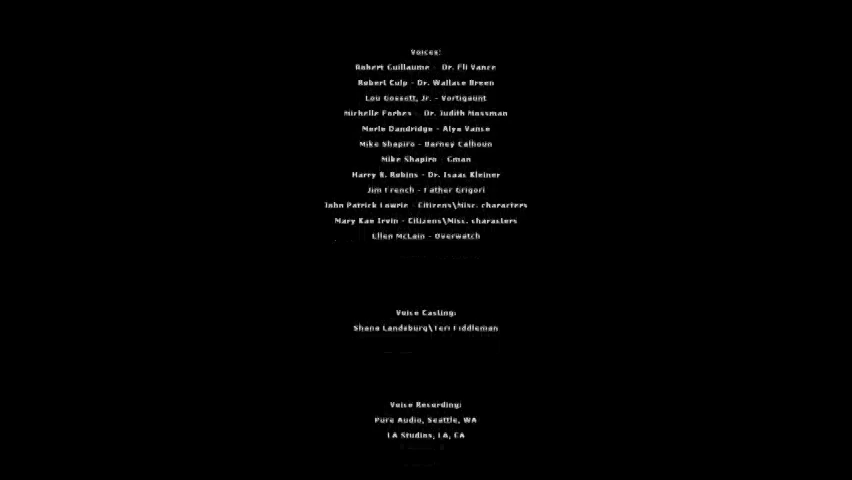 Voices:
Robert Guillaume - Dr. Eli Vance
Robert Culp - Dr. Wallace Breen
Lou Gossett, Jr. - Vortigaunt
Michelle Forbes - Dr. Judith Mossman
Merle Dandridge - Alyx Vance
Mike Shapiro - Barney Calhoun
Mike Shapiro - Gman
Harry S. Robins - Dr. Isaac Kleiner
Jim French - Father Grigori
John Patrick Lowrie - Citizens\Misc. characters
Mary Kae Irvin - Citizens\Misc. characters
Ellen McLain - Overwatch
Voice Casting:
Shana Landsburg\Teri Fiddleman
Voice Recording:
Pure Audio, Seattle, WA
LA Studios, LA, CA